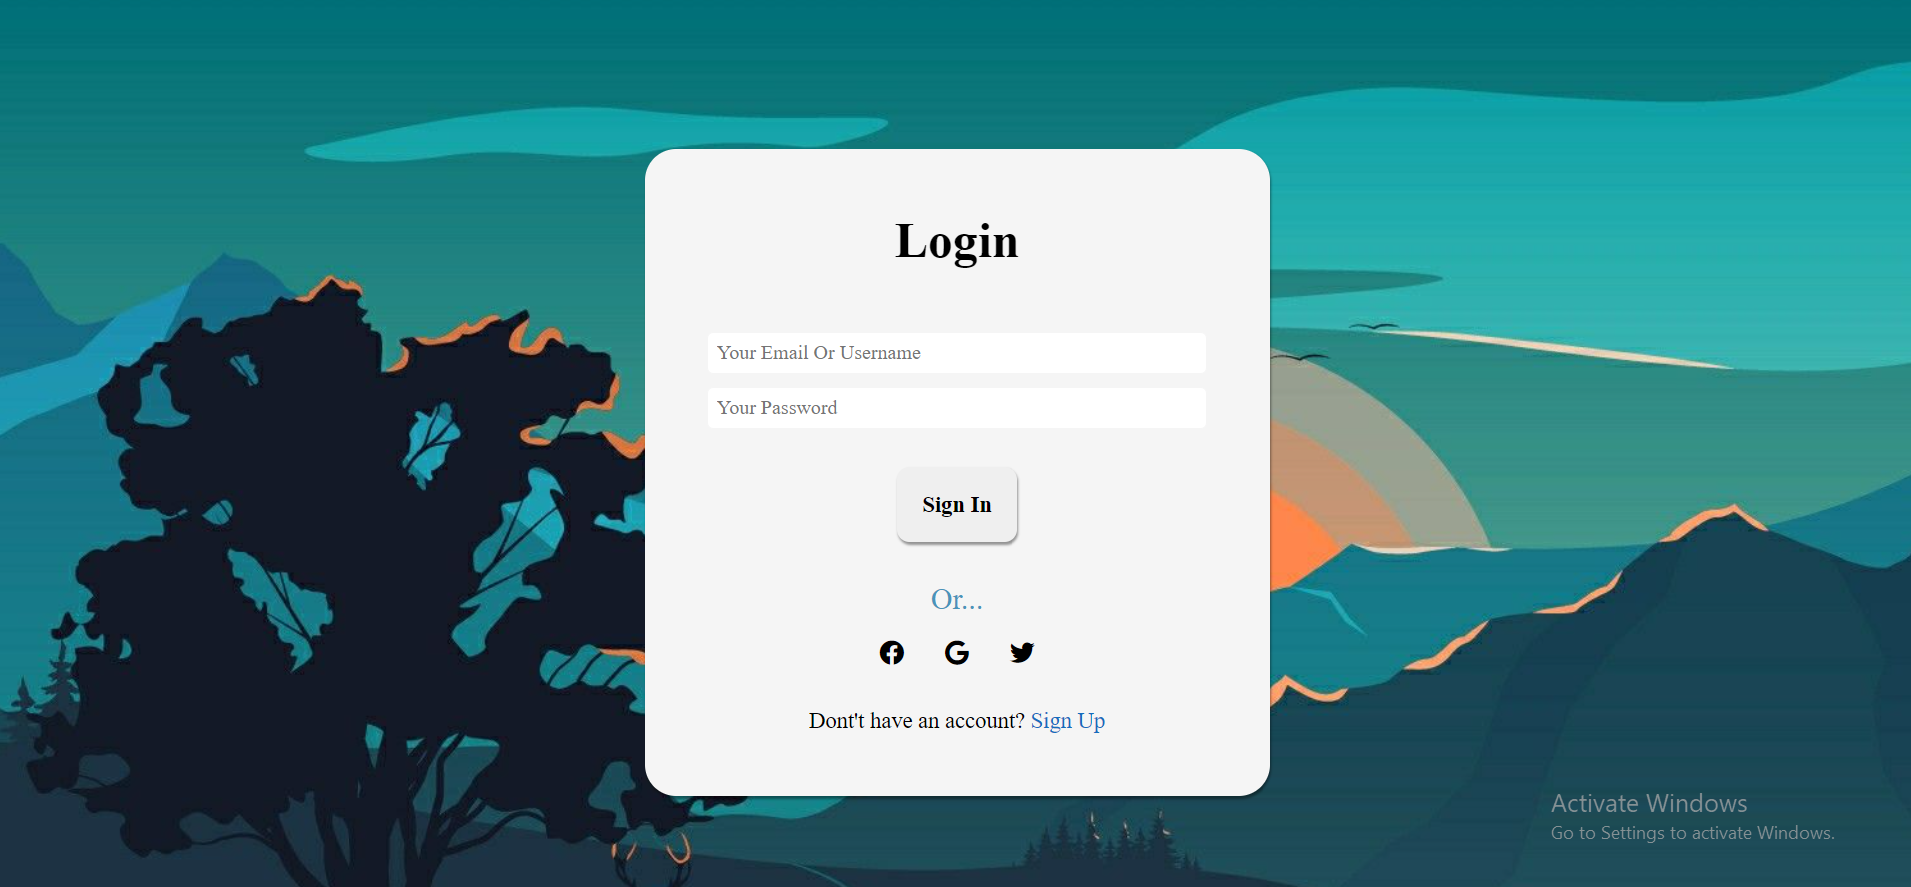 Login
Your Email Or Username
Your Password
Sign In
Or...
Dont't have an account? Sign Up
Activate Windows
Go to Settings to activate Windows.